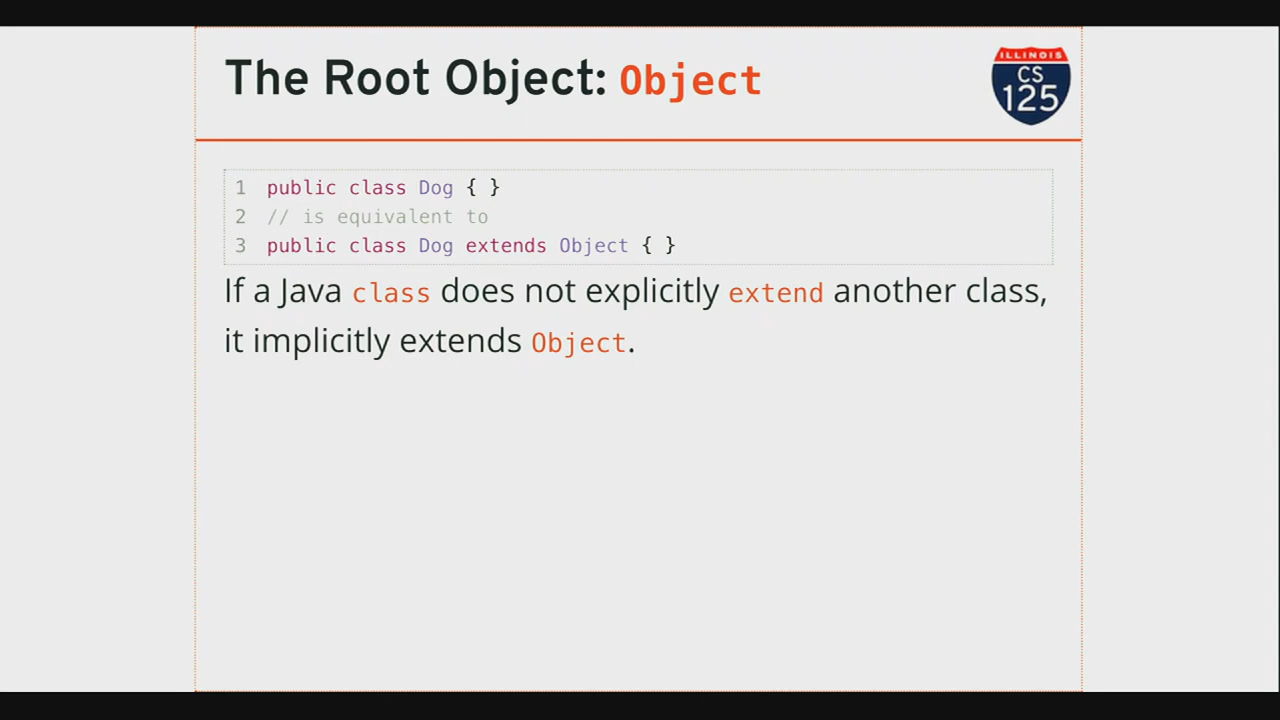 The Root Object: Object
ILLINOIS
CS
125
1 public class Dog { }
2 // is equivalent to
3 public class Dog extends Object { }
If a Java class does not explicitly extend another class,
it implicitly extends Object.